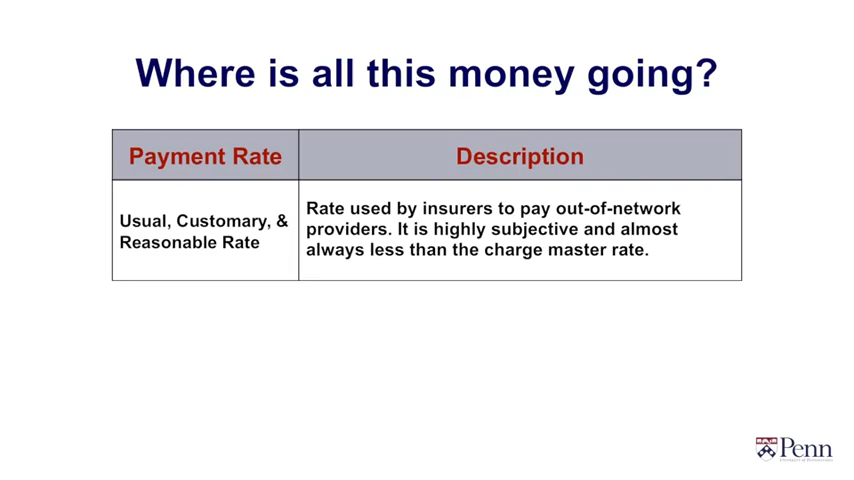 Where is all this money going?
Payment Rate
Description
Usual, Customary, &
Reasonable Rate
Rate used by insurers to pay out-of-network
providers. It is highly subjective and almost
always less than the charge master rate.
Penn